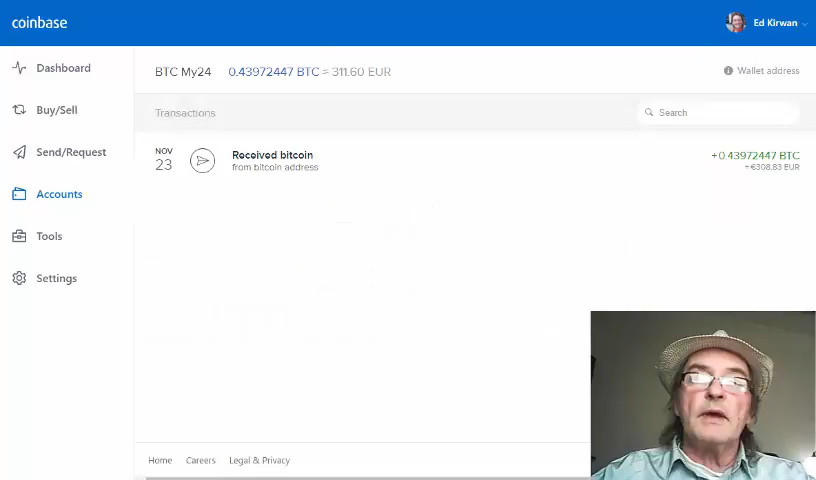 coinbase
Ed Kirwan
Dashboard
Buy/Sell
Send/Request
Accounts
Tools
Settings
BTC My24 0.43972447 BTC ≈ 311.60 EUR
Wallet address
Transactions
Search
NOV
23
Received bitcoin
from bitcoin address
+0.43972447 BTC
+€308.83 EUR
Home Careers Legal & Privacy